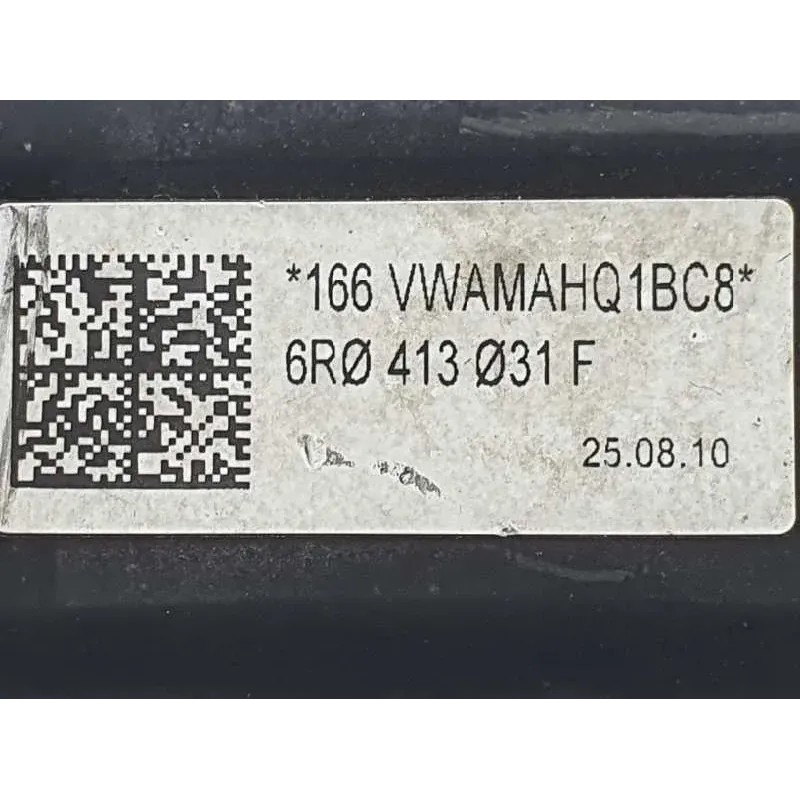 *166 VWAMAHQ1BC8*
6RØ 413 Ø31 F
25.08.10